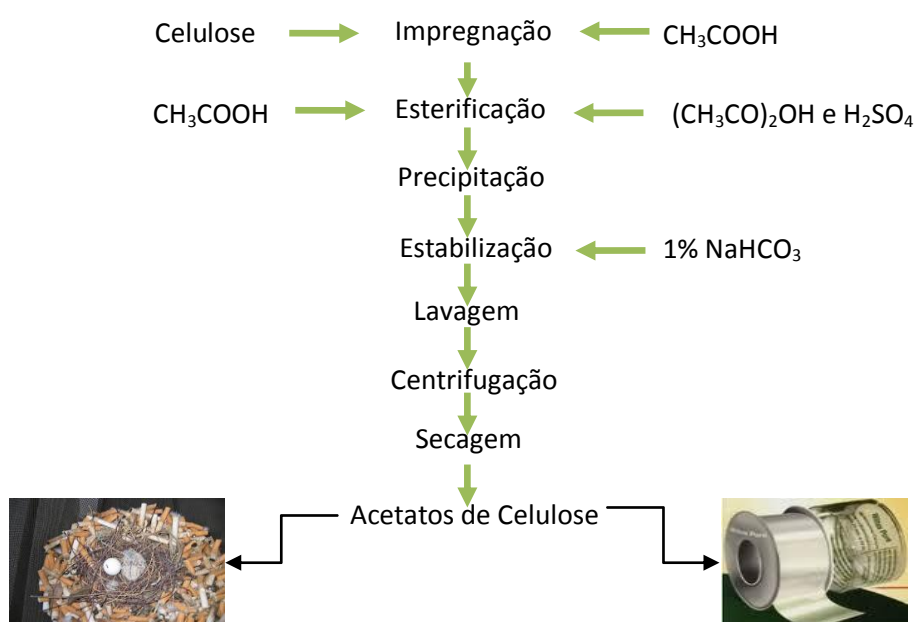 Celulose Impregnação CH₃COOH
CH₃COOH Esterificação (CH₃CO)₂OH e H₂SO₄
Precipitação
Estabilização 1% NaHCO₃
Lavagem
Centrifugação
Secagem
Acetatos de Celulose